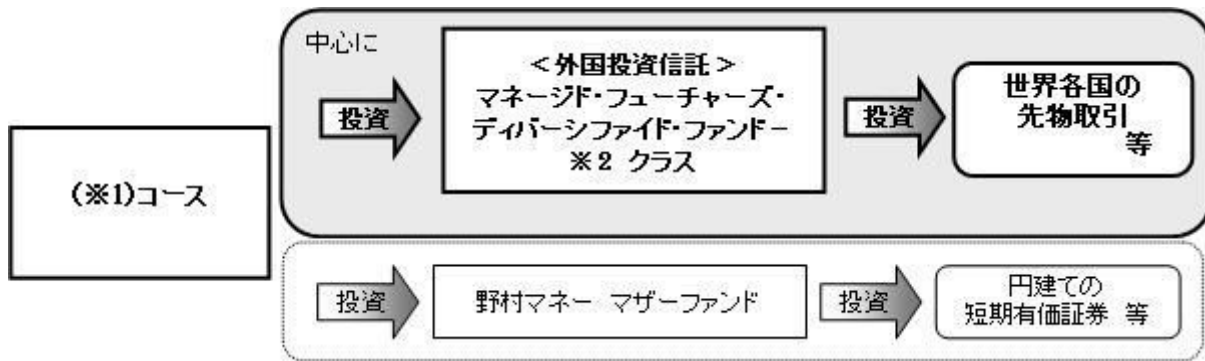 中心に
(※1)コース
投資
<外国投資信託>
マネージド・フューチャーズ・
ディバーシファイド・ファンド－
※2 クラス
投資
世界各国の
先物取引
等
投資
野村マネー マザーファンド
投資
円建ての
短期有価証券 等